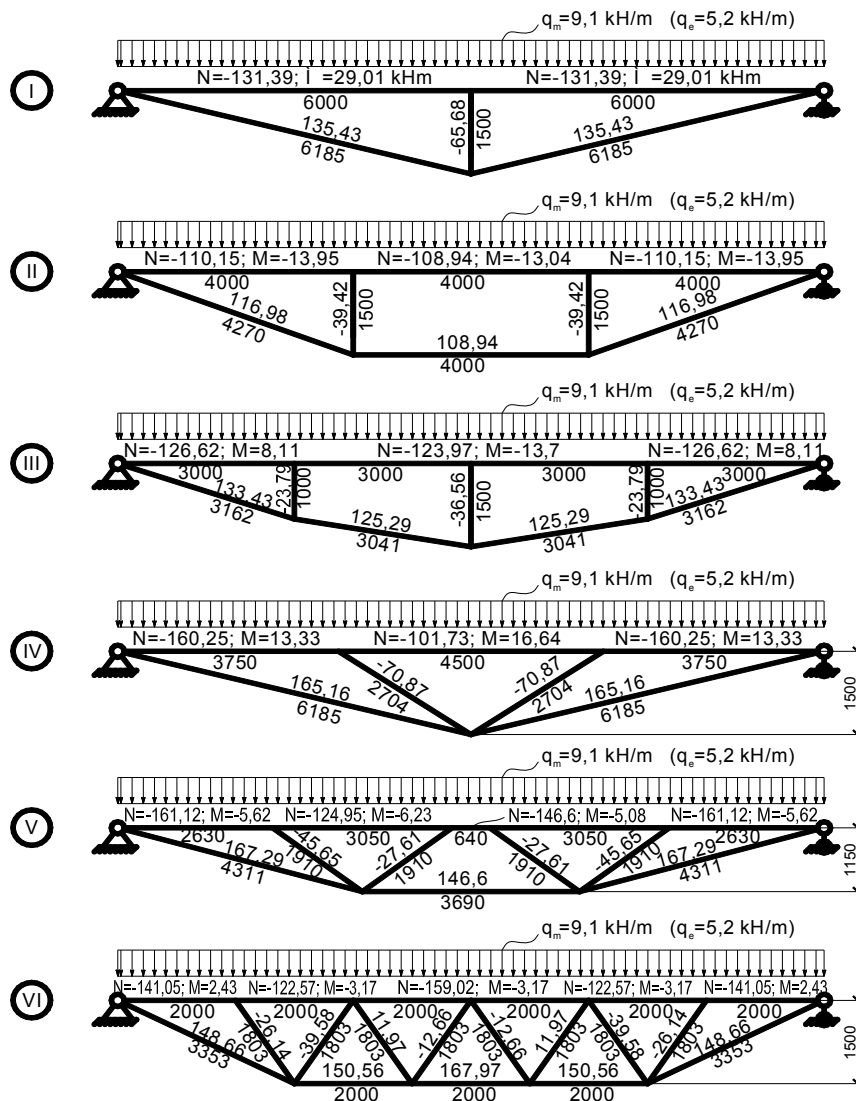 qm=9,1 kH/m (qe=5,2 kH/m)
I
N=-131,39; Ì =29,01 kHm N=-131,39; Ì =29,01 kHm
6000 6000
135,43 -65,68 1500 135,43
6185 6185
qm=9,1 kH/m (qe=5,2 kH/m)
II
N=-110,15; M=-13,95 N=-108,94; M=-13,04 N=-110,15; M=-13,95
4000 4000 4000
116,98 -39,42 1500 -39,42 1500 116,98
4270 4270
108,94
4000
qm=9,1 kH/m (qe=5,2 kH/m)
III
N=-126,62; M=8,11 N=-123,97; M=-13,7 N=-126,62; M=8,11
3000 3000 3000 3000
133,43 -23,79 1000 -36,56 1500 -23,79 1000 133,43
3162 3162
125,29 125,29
3041 3041
qm=9,1 kH/m (qe=5,2 kH/m)
IV
N=-160,25; M=13,33 N=-101,73; M=16,64 N=-160,25; M=13,33
3750 4500 3750
165,16 -70,87 -70,87 165,16
6185 2704 2704 6185
1500
qm=9,1 kH/m (qe=5,2 kH/m)
V
N=-161,12; M=-5,62 N=-124,95; M=-6,23 N=-146,6; M=-5,08 N=-161,12; M=-5,62
2630 3050 640 3050 2630
167,29 -45,65 -27,61 -27,61 -45,65 167,29
4311 1910 1910 1910 1910 4311
146,6
3690
1150
qm=9,1 kH/m (qe=5,2 kH/m)
VI
N=-141,05; M=2,43 N=-122,57; M=-3,17 N=-159,02; M=-3,17 N=-122,57; M=-3,17 N=-141,05; M=2,43
2000 2000 2000 2000 2000 2000
148,66 -26,14 -39,58 11,97 -12,66 -12,66 11,97 -39,58 -26,14 148,66
3353 1803 1803 1803 1803 1803 1803 1803 1803 3353
150,56 167,97 150,56
2000 2000 2000
1500